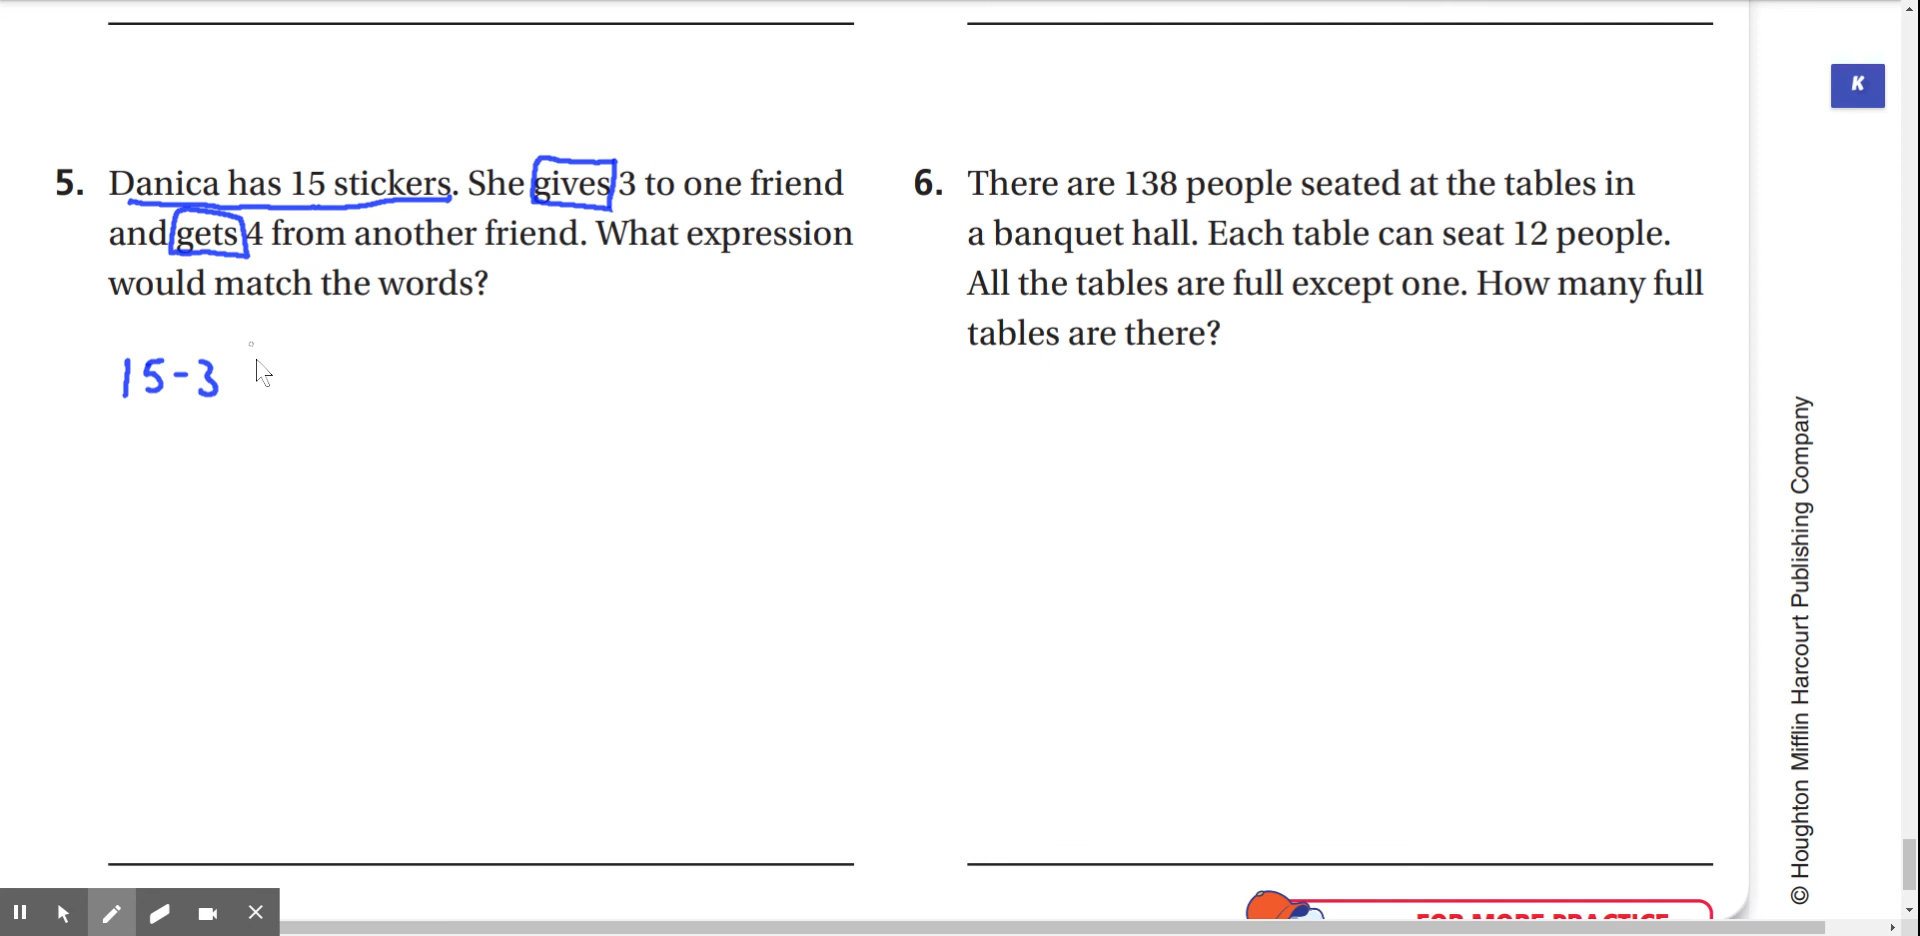 K
5. Danica has 15 stickers. She gives 3 to one friend
and gets 4 from another friend. What expression
would match the words?
15-3
6. There are 138 people seated at the tables in
a banquet hall. Each table can seat 12 people.
All the tables are full except one. How many full
tables are there?
© Houghton Mifflin Harcourt Publishing Company
FOR MORE PRACTICE